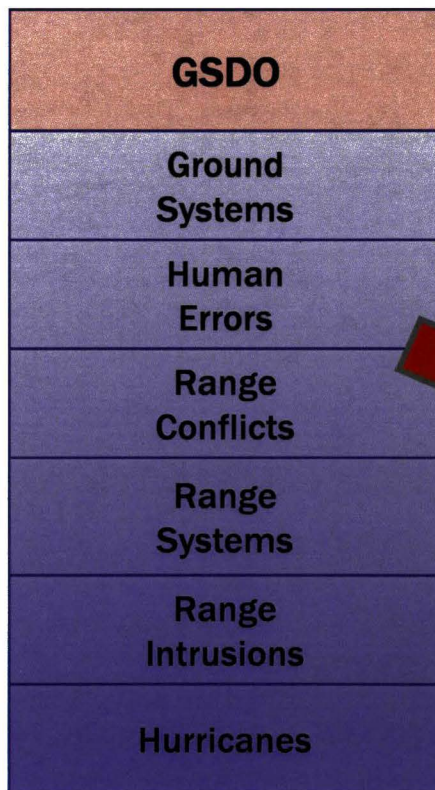 GSDO
Ground
Systems
Human
Errors
Range
Conflicts
Range
Systems
Range
Intrusions
Hurricanes